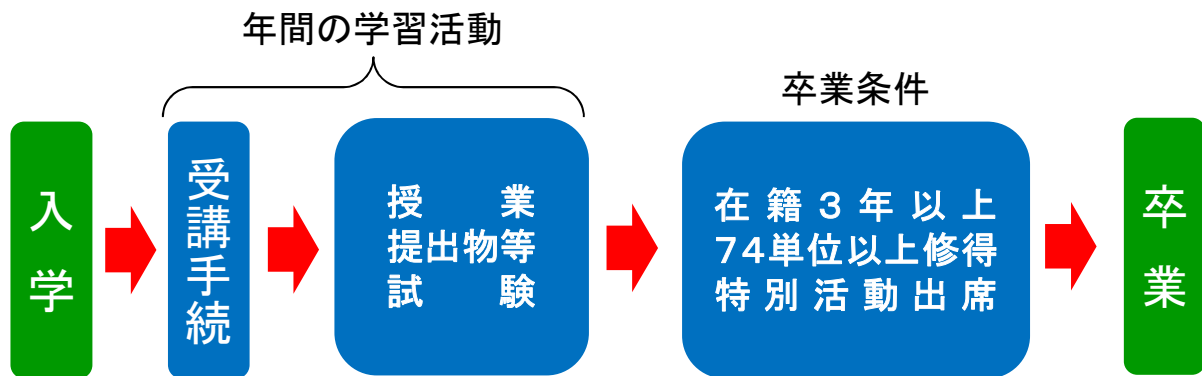 年間の学習活動
卒業条件
入学
受講手続
授業
提出物等
試験
在籍3年以上
74単位以上修得
特別活動出席
卒業